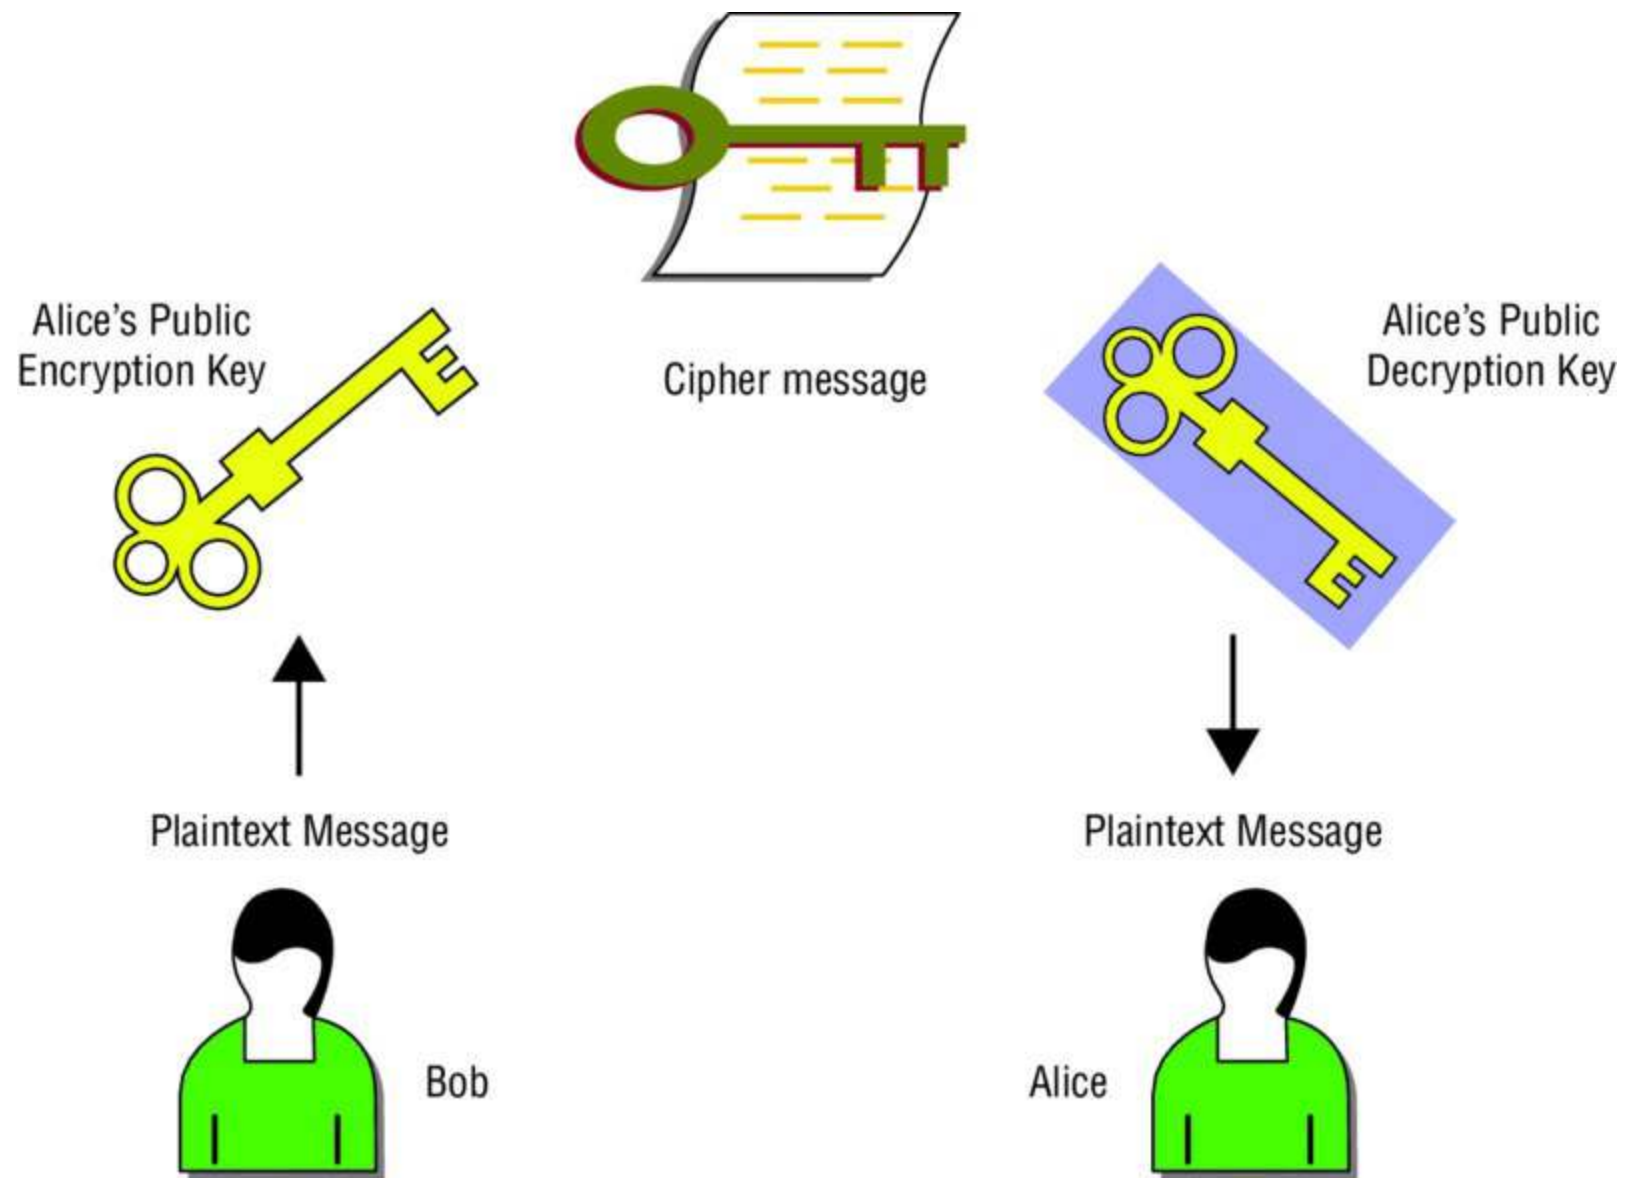 Alice’s Public
Encryption Key
Cipher message
Alice’s Public
Decryption Key
Plaintext Message
Plaintext Message
Bob
Alice